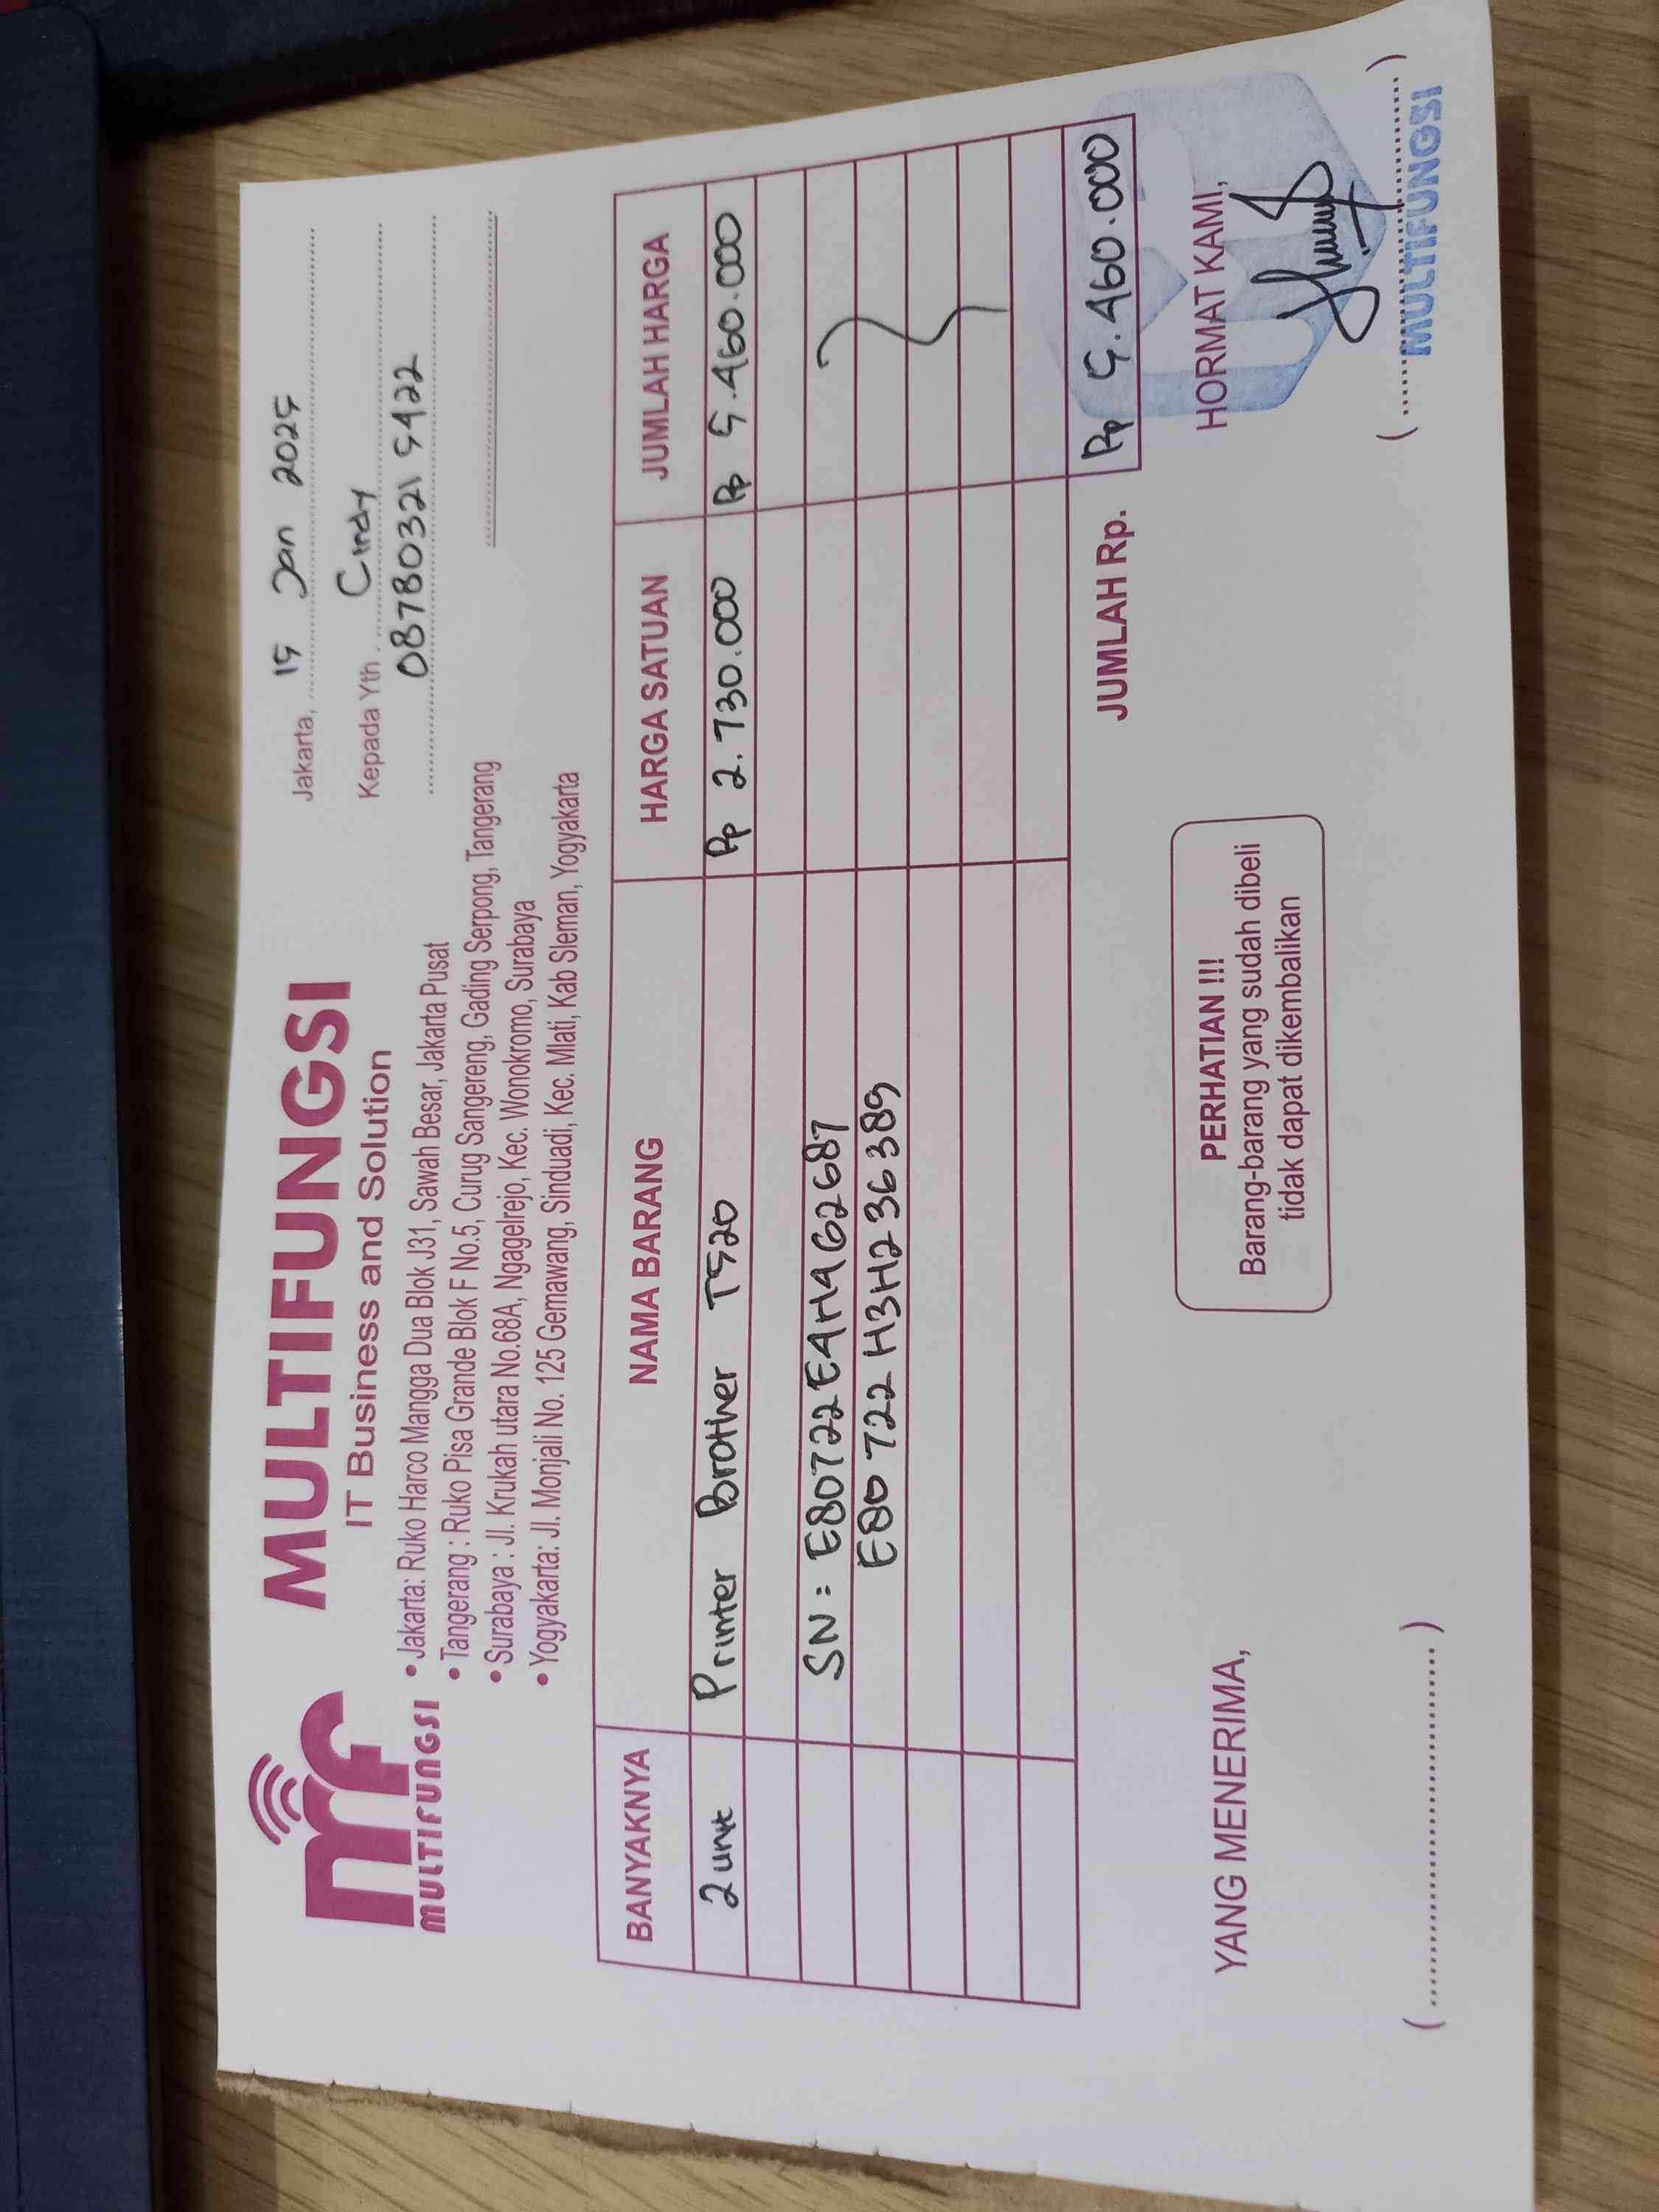 MULTIFUNGSI
MULTIFUNGSI
IT Business and Solution
• Jakarta: Ruko Harco Mangga Dua Blok J31, Sawah Besar, Jakarta Pusat
• Tangerang : Ruko Pisa Grande Blok F No.5, Curug Sangereng, Gading Serpong, Tangerang
• Surabaya : Jl. Krukah utara No.68A, Ngagelrejo, Kec. Wonokromo, Surabaya
• Yogyakarta: Jl. Monjali No. 125 Gemawang, Sinduadi, Kec. Mlati, Kab Sleman, Yogyakarta
Jakarta, 15 Jan 2025
Kepada Yth. Cindy
087803215422
BANYAKNYA NAMA BARANG HARGA SATUAN JUMLAH HARGA
2 unit Printer Brother T520 Rp 2.730.000 Rp 5.460.000
SN : E80722E4H462687
E80722H3H236389
JUMLAH Rp. Rp 5.460.000
YANG MENERIMA,
PERHATIAN !!!
Barang-barang yang sudah dibeli
tidak dapat dikembalikan
HORMAT KAMI,
MULTIFUNGSI